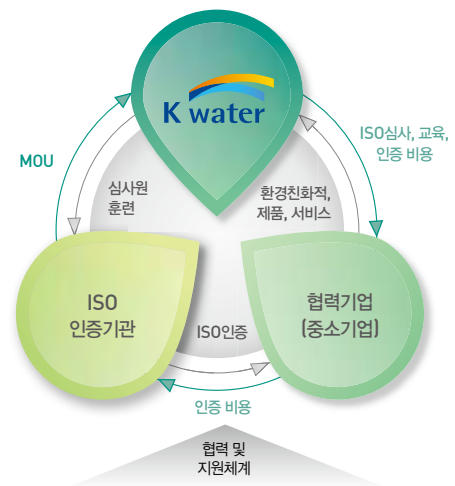 K water
MOU
ISO심사, 교육,
인증 비용
심사원
훈련
환경친화적,
제품, 서비스
ISO
인증기관
협력기업
(중소기업)
ISO인증
인증 비용
협력 및
지원체계